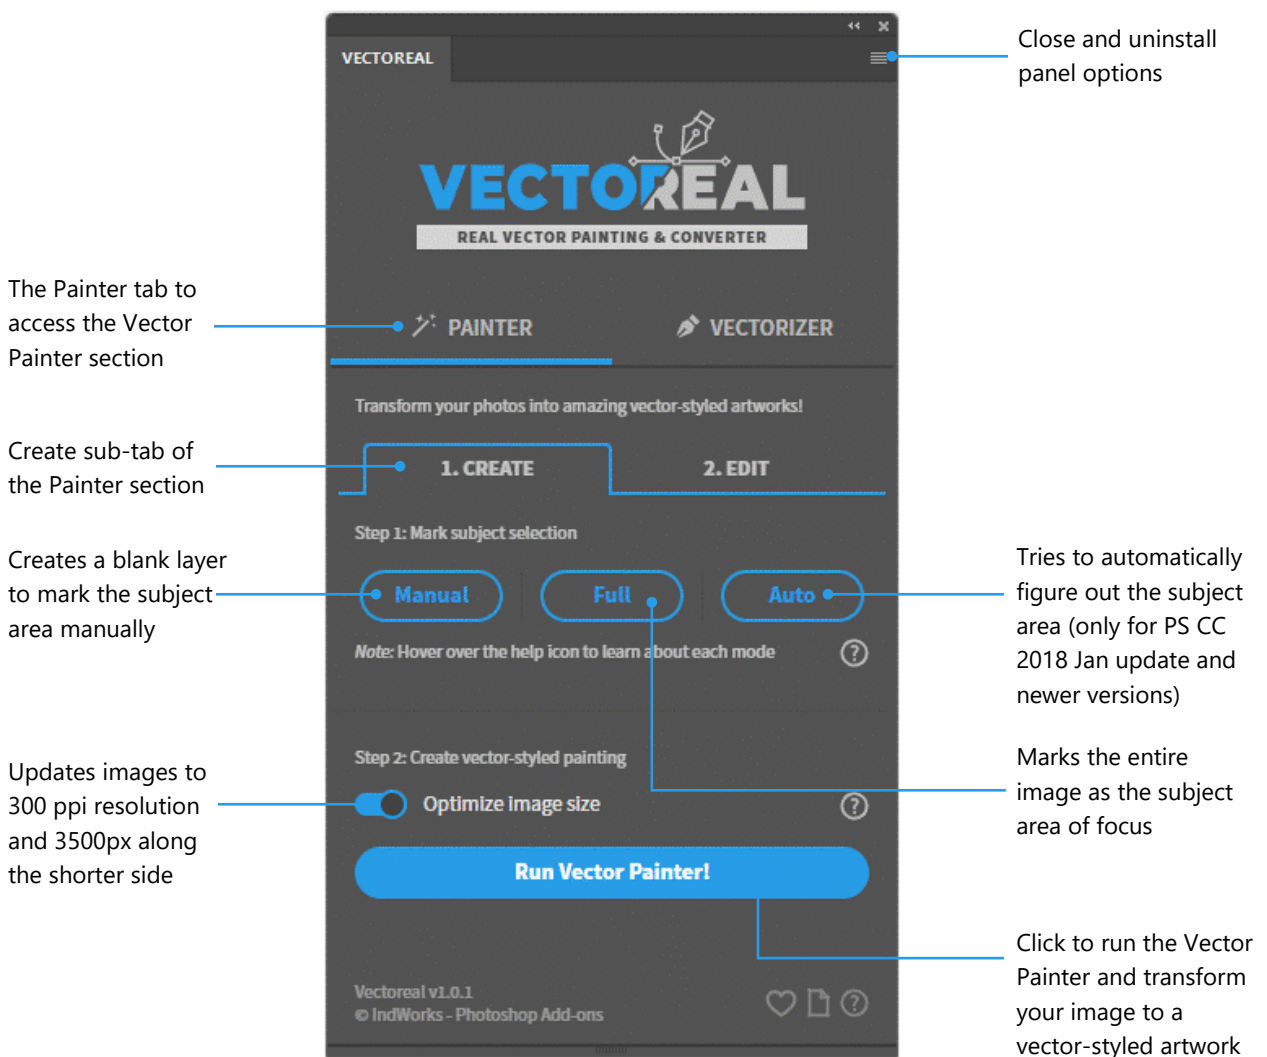 Close and uninstall
panel options
VECTOREAL
VECTOREAL
REAL VECTOR PAINTING & CONVERTER
The Painter tab to
access the Vector
Painter section
PAINTER
VECTORIZER
Transform your photos into amazing vector-styled artworks!
Create sub-tab of
the Painter section
1. CREATE
2. EDIT
Step 1: Mark subject selection
Creates a blank layer
to mark the subject
area manually
Manual
Full
Auto
Tries to automatically
figure out the subject
area (only for PS CC
2018 Jan update and
newer versions)
Note: Hover over the help icon to learn about each mode
?
Step 2: Create vector-styled painting
Marks the entire
image as the subject
area of focus
Updates images to
300 ppi resolution
and 3500px along
the shorter side
Optimize image size
?
Run Vector Painter!
Click to run the Vector
Painter and transform
your image to a
vector-styled artwork
Vectoreal v1.0.1
© IndWorks - Photoshop Add-ons
?